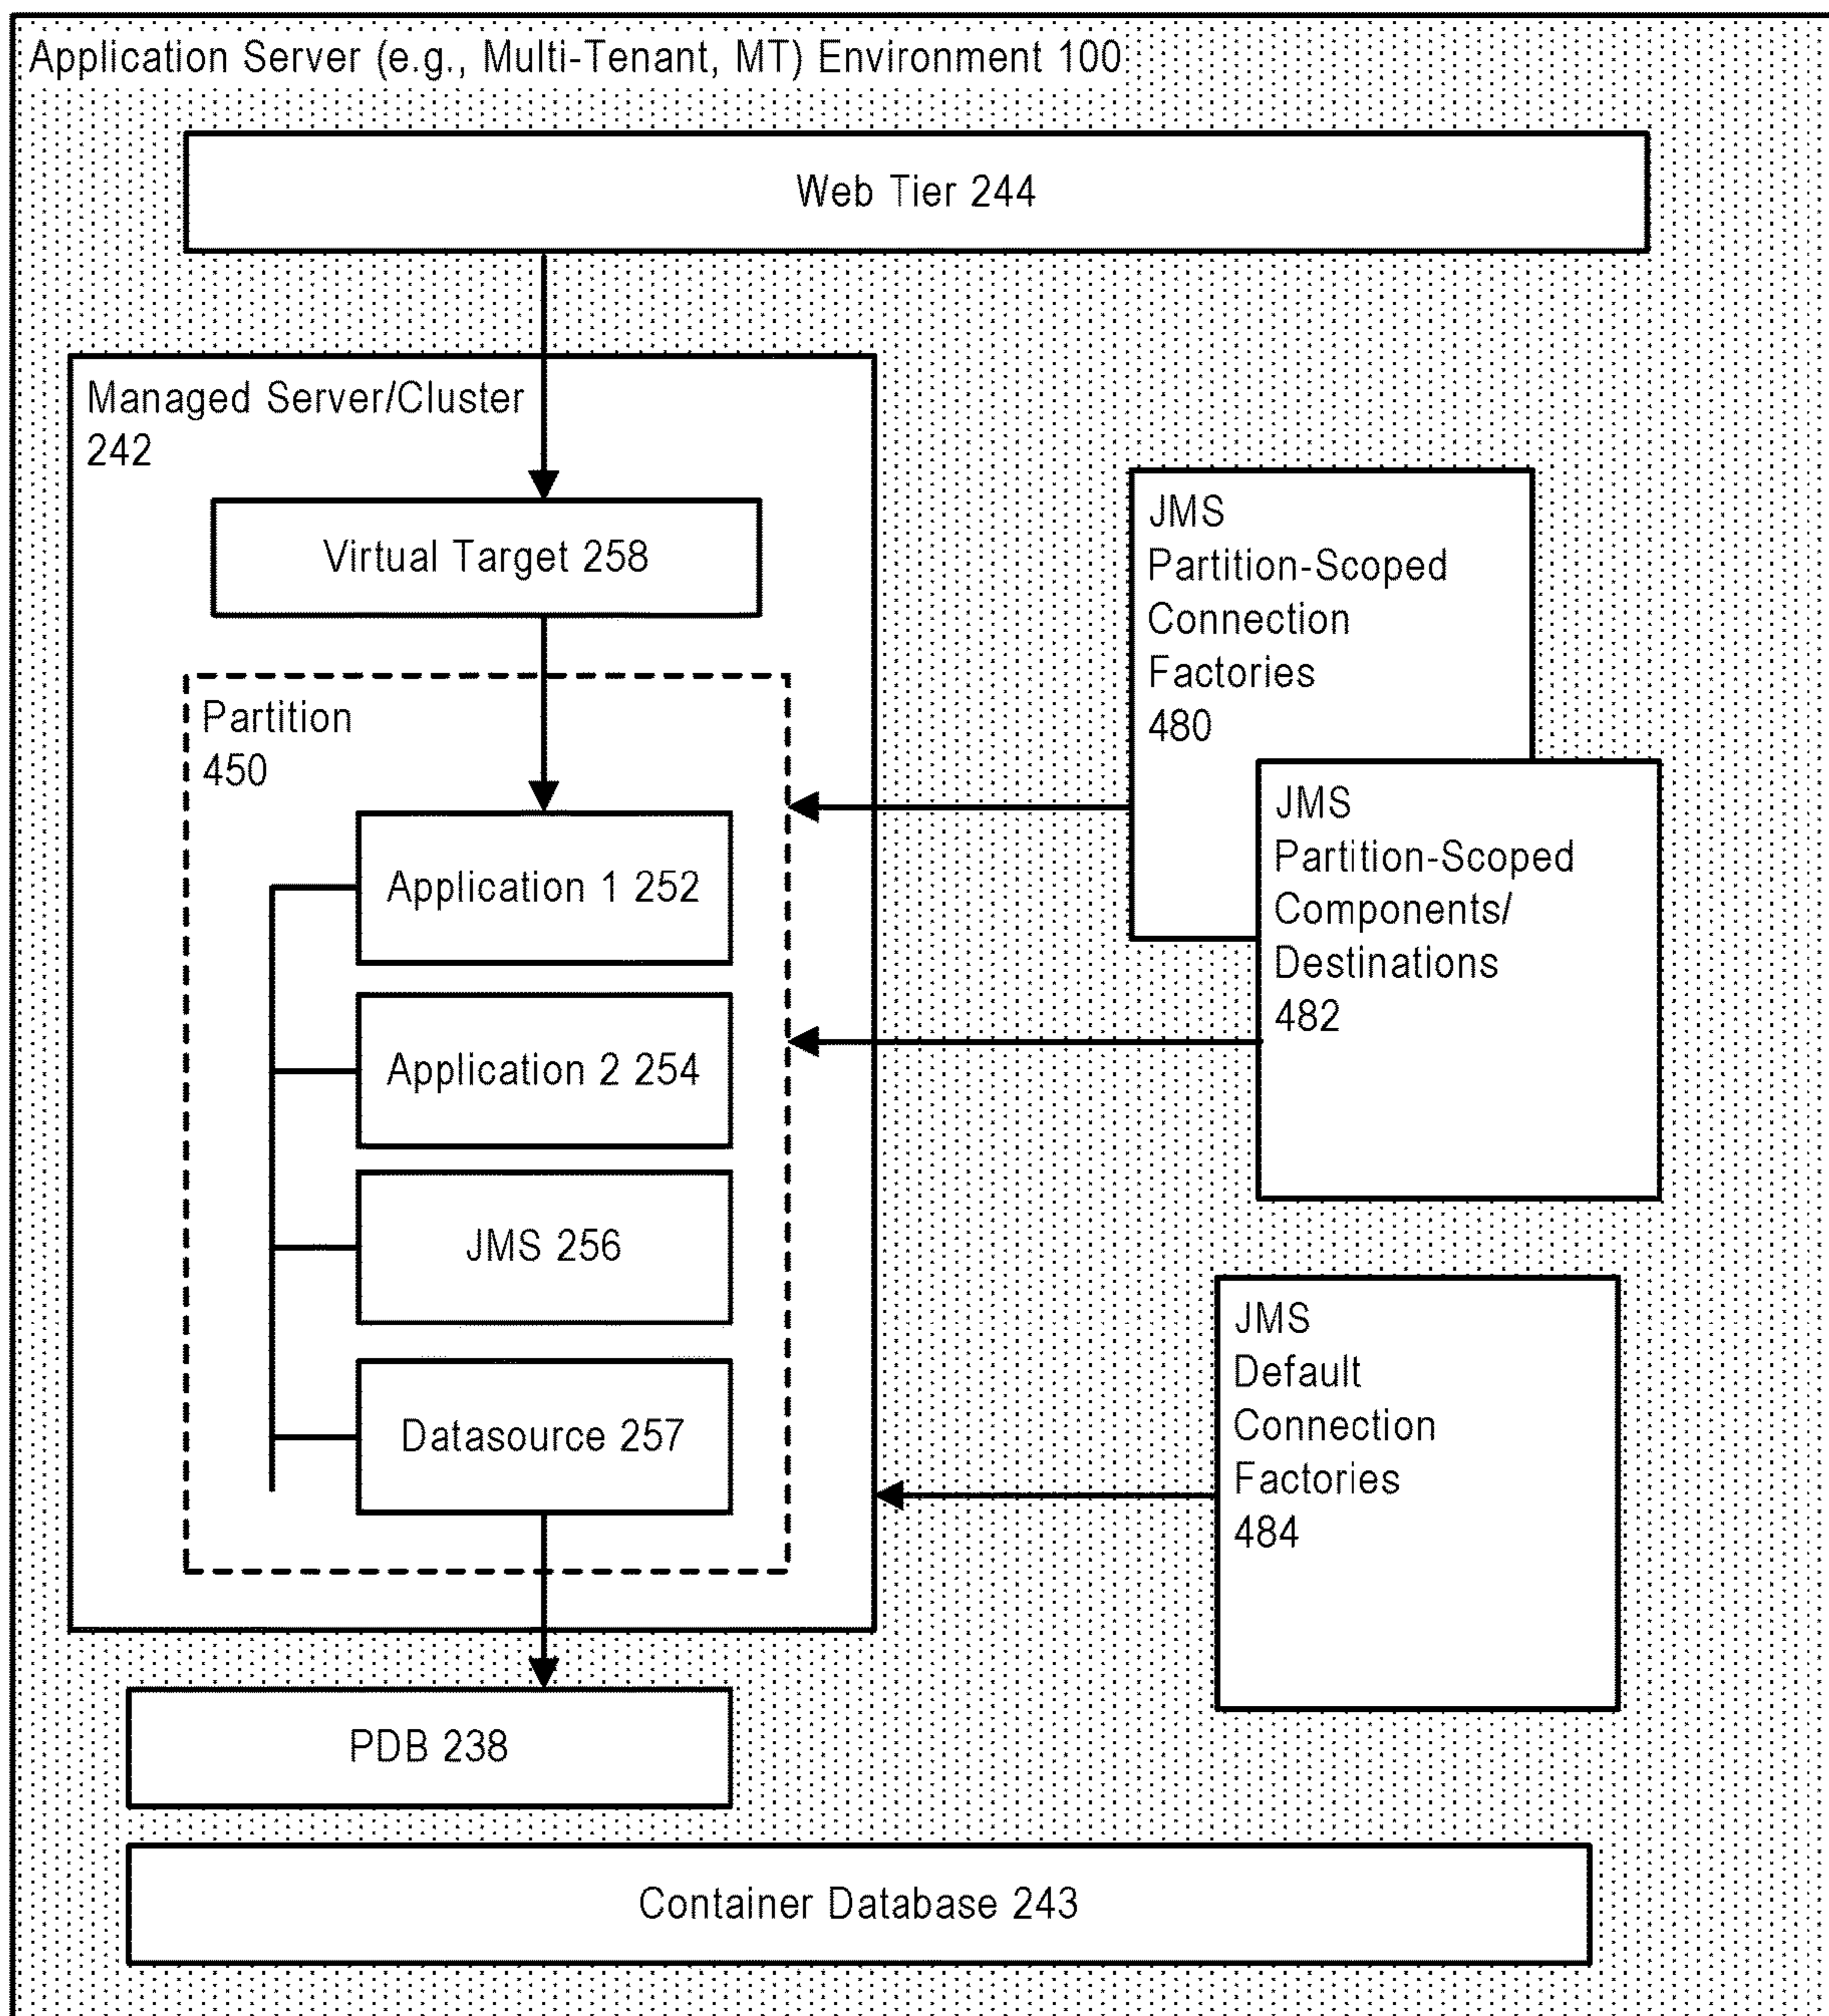 Application Server (e.g., Multi-Tenant, MT) Environment 100
Web Tier 244
Managed Server/Cluster
242
Virtual Target 258
Partition
450
Application 1 252
Application 2 254
JMS 256
Datasource 257
JMS
Partition-Scoped
Connection
Factories
480
JMS
Partition-Scoped
Components/
Destinations
482
JMS
Default
Connection
Factories
484
PDB 238
Container Database 243